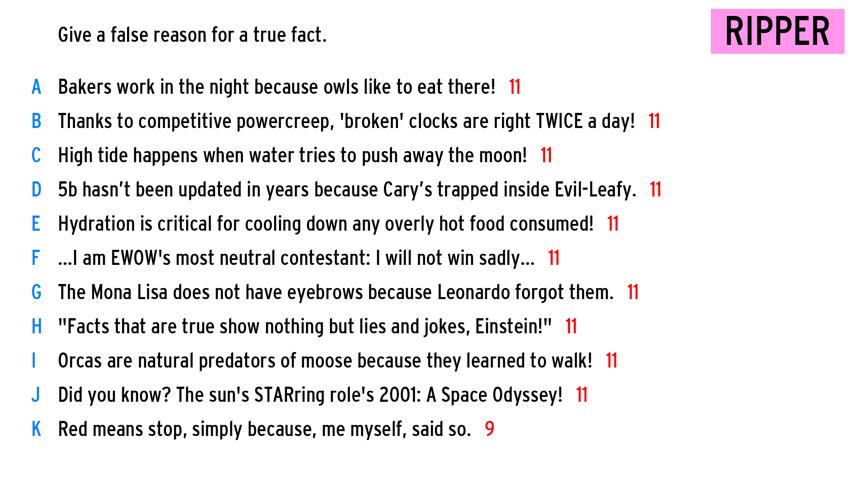 Give a false reason for a true fact.
RIPPER
A Bakers work in the night because owls like to eat there! 11
B Thanks to competitive powercreep, 'broken' clocks are right TWICE a day! 11
C High tide happens when water tries to push away the moon! 11
D 5b hasn’t been updated in years because Cary’s trapped inside Evil-Leafy. 11
E Hydration is critical for cooling down any overly hot food consumed! 11
F ...I am EWOW's most neutral contestant: I will not win sadly... 11
G The Mona Lisa does not have eyebrows because Leonardo forgot them. 11
H "Facts that are true show nothing but lies and jokes, Einstein!" 11
I Orcas are natural predators of moose because they learned to walk! 11
J Did you know? The sun's STARring role's 2001: A Space Odyssey! 11
K Red means stop, simply because, me myself, said so. 9